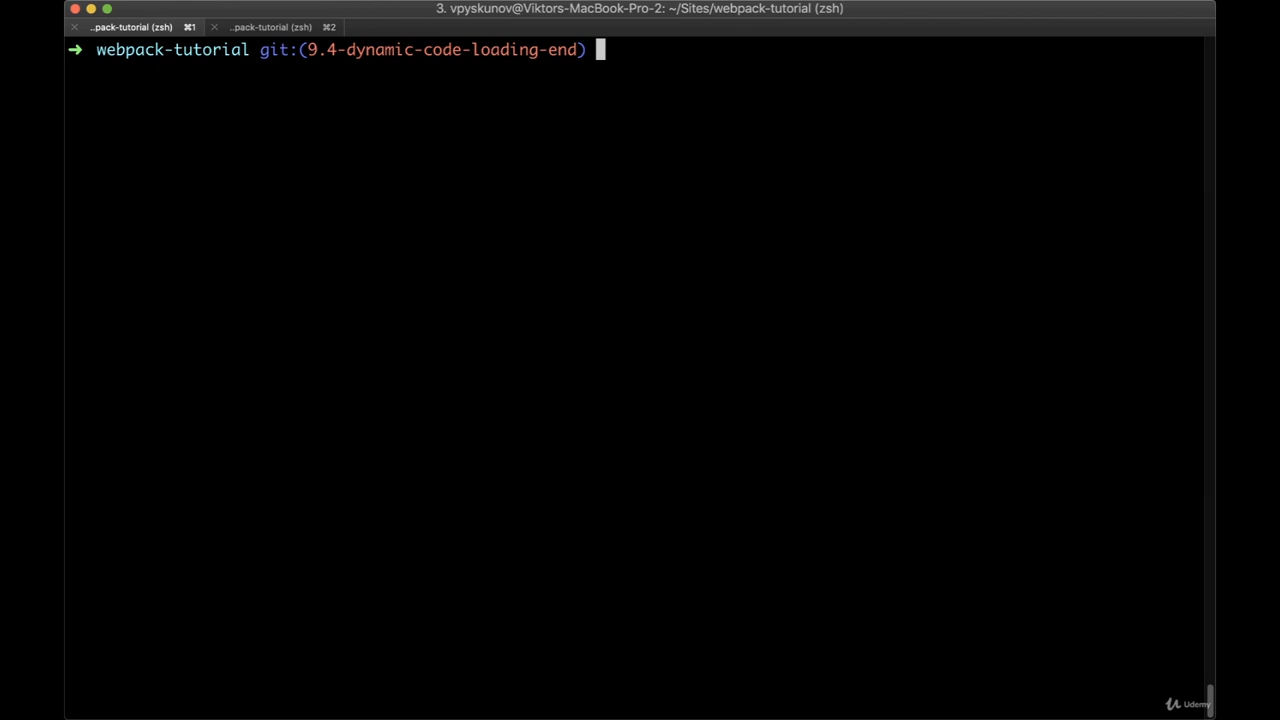 3. vpyskunov@Viktors-MacBook-Pro-2: ~/Sites/webpack-tutorial (zsh)
..pack-tutorial (zsh) ⌘1 ..pack-tutorial (zsh) ⌘2
➜ webpack-tutorial git:(9.4-dynamic-code-loading-end)
Udemy